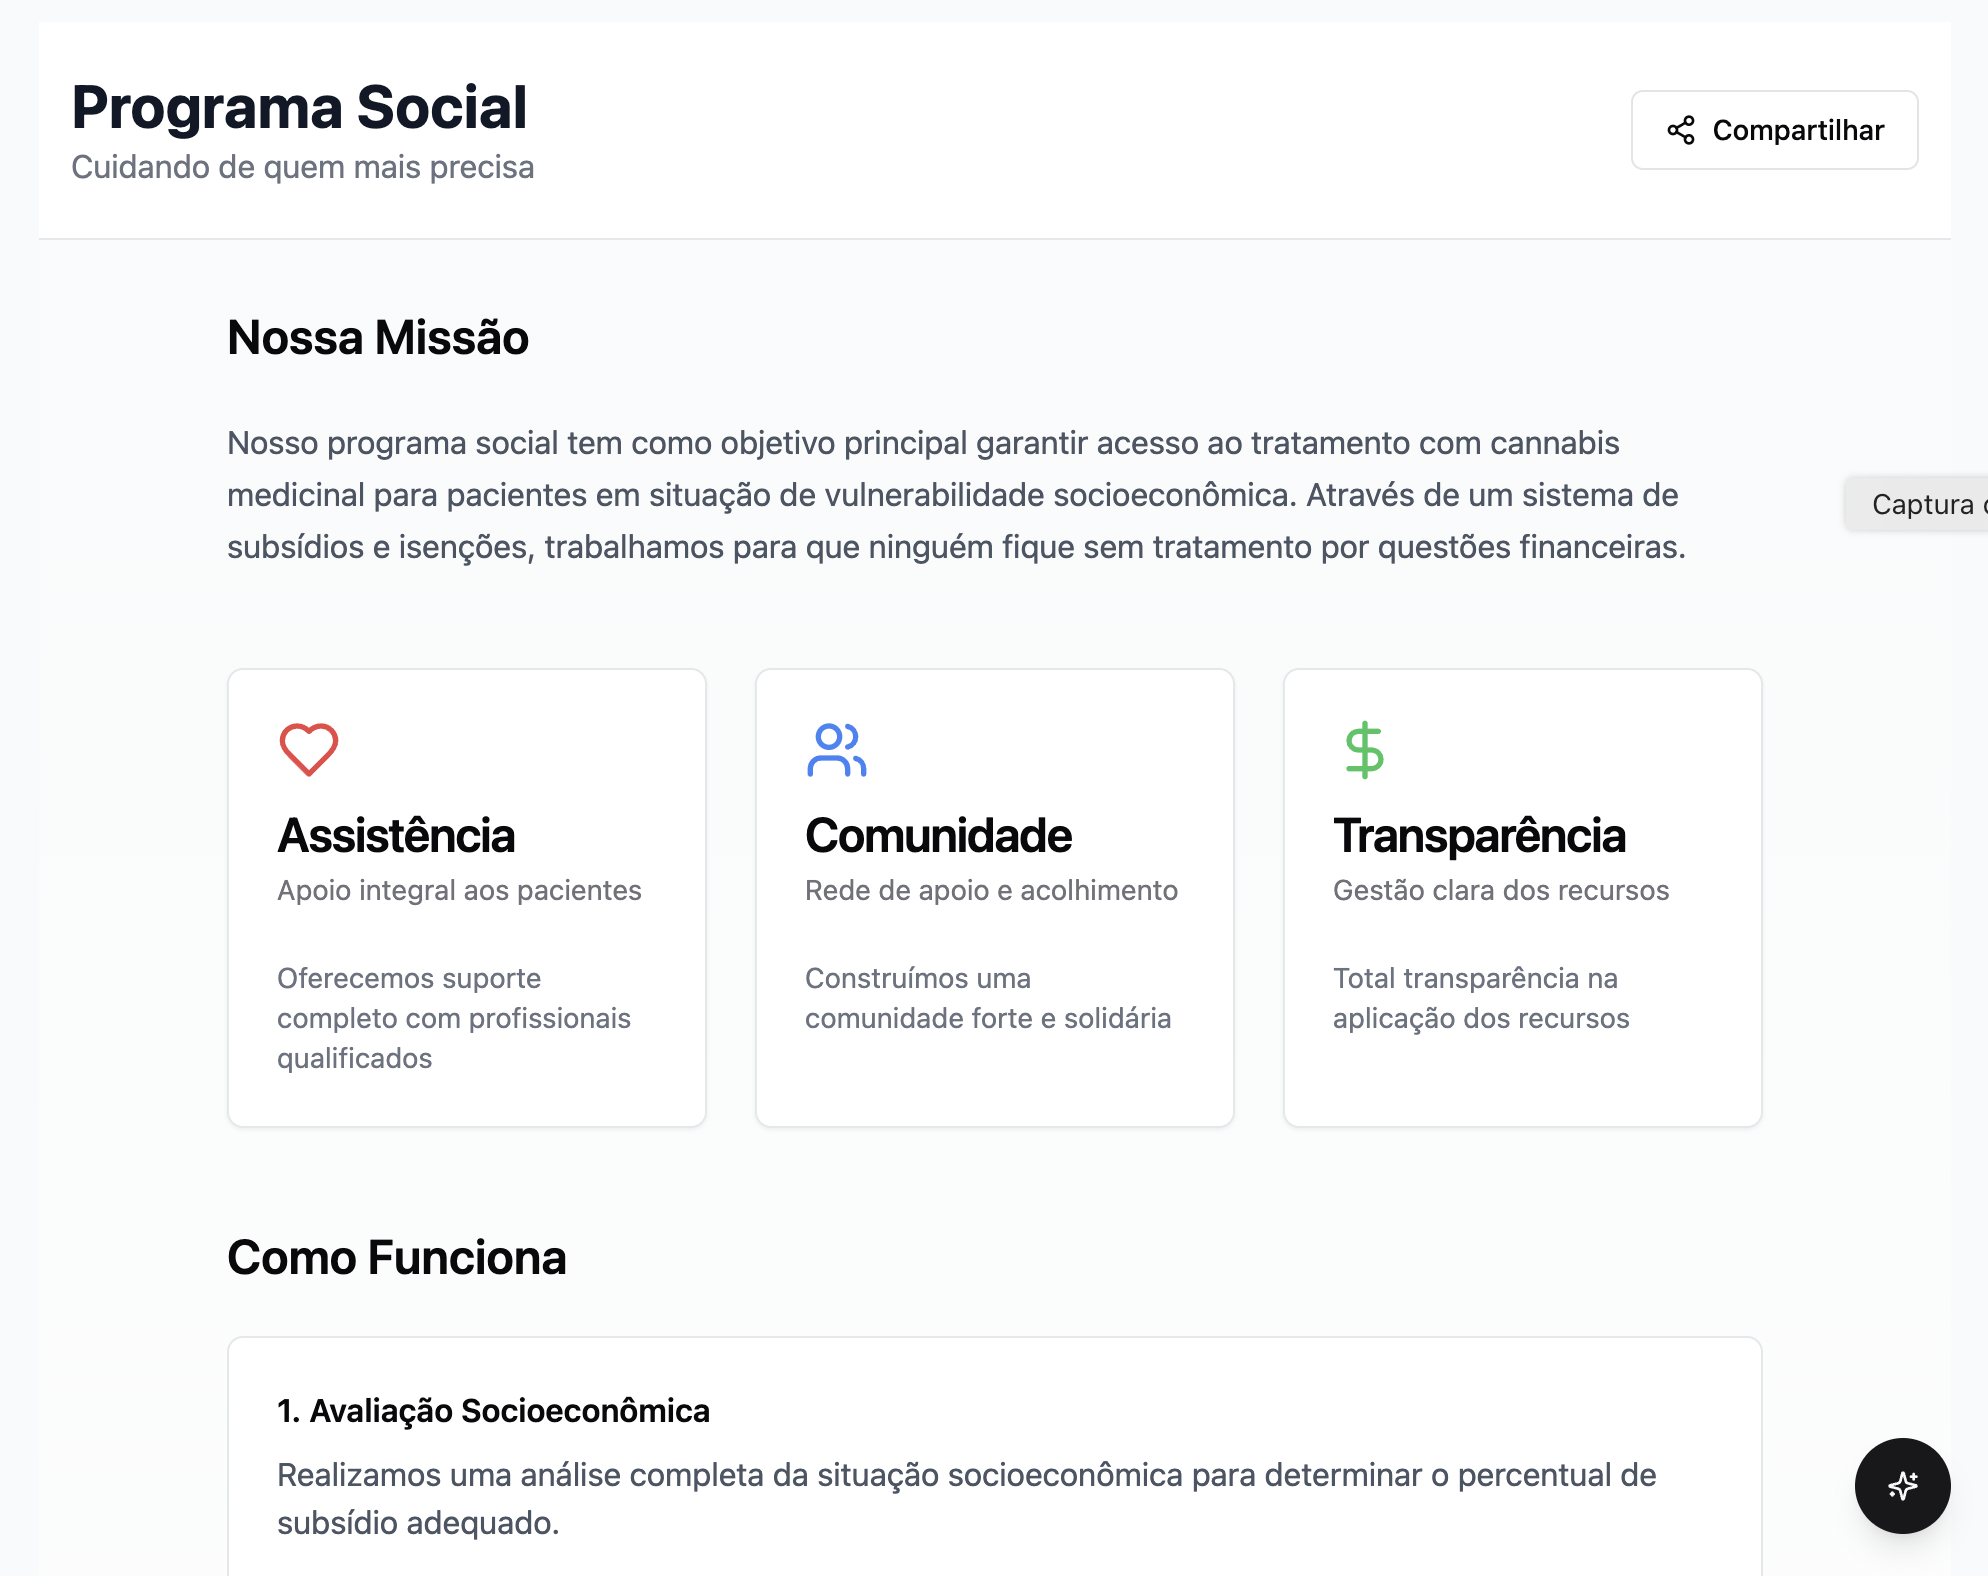 Programa Social
Cuidando de quem mais precisa
Compartilhar
Nossa Missão
Nosso programa social tem como objetivo principal garantir acesso ao tratamento com cannabis
medicinal para pacientes em situação de vulnerabilidade socioeconômica. Através de um sistema de
subsídios e isenções, trabalhamos para que ninguém fique sem tratamento por questões financeiras.
Captura
Assistência
Apoio integral aos pacientes
Oferecemos suporte
completo com profissionais
qualificados
Comunidade
Rede de apoio e acolhimento
Construímos uma
comunidade forte e solidária
Transparência
Gestão clara dos recursos
Total transparência na
aplicação dos recursos
Como Funciona
1. Avaliação Socioeconômica
Realizamos uma análise completa da situação socioeconômica para determinar o percentual de
subsídio adequado.